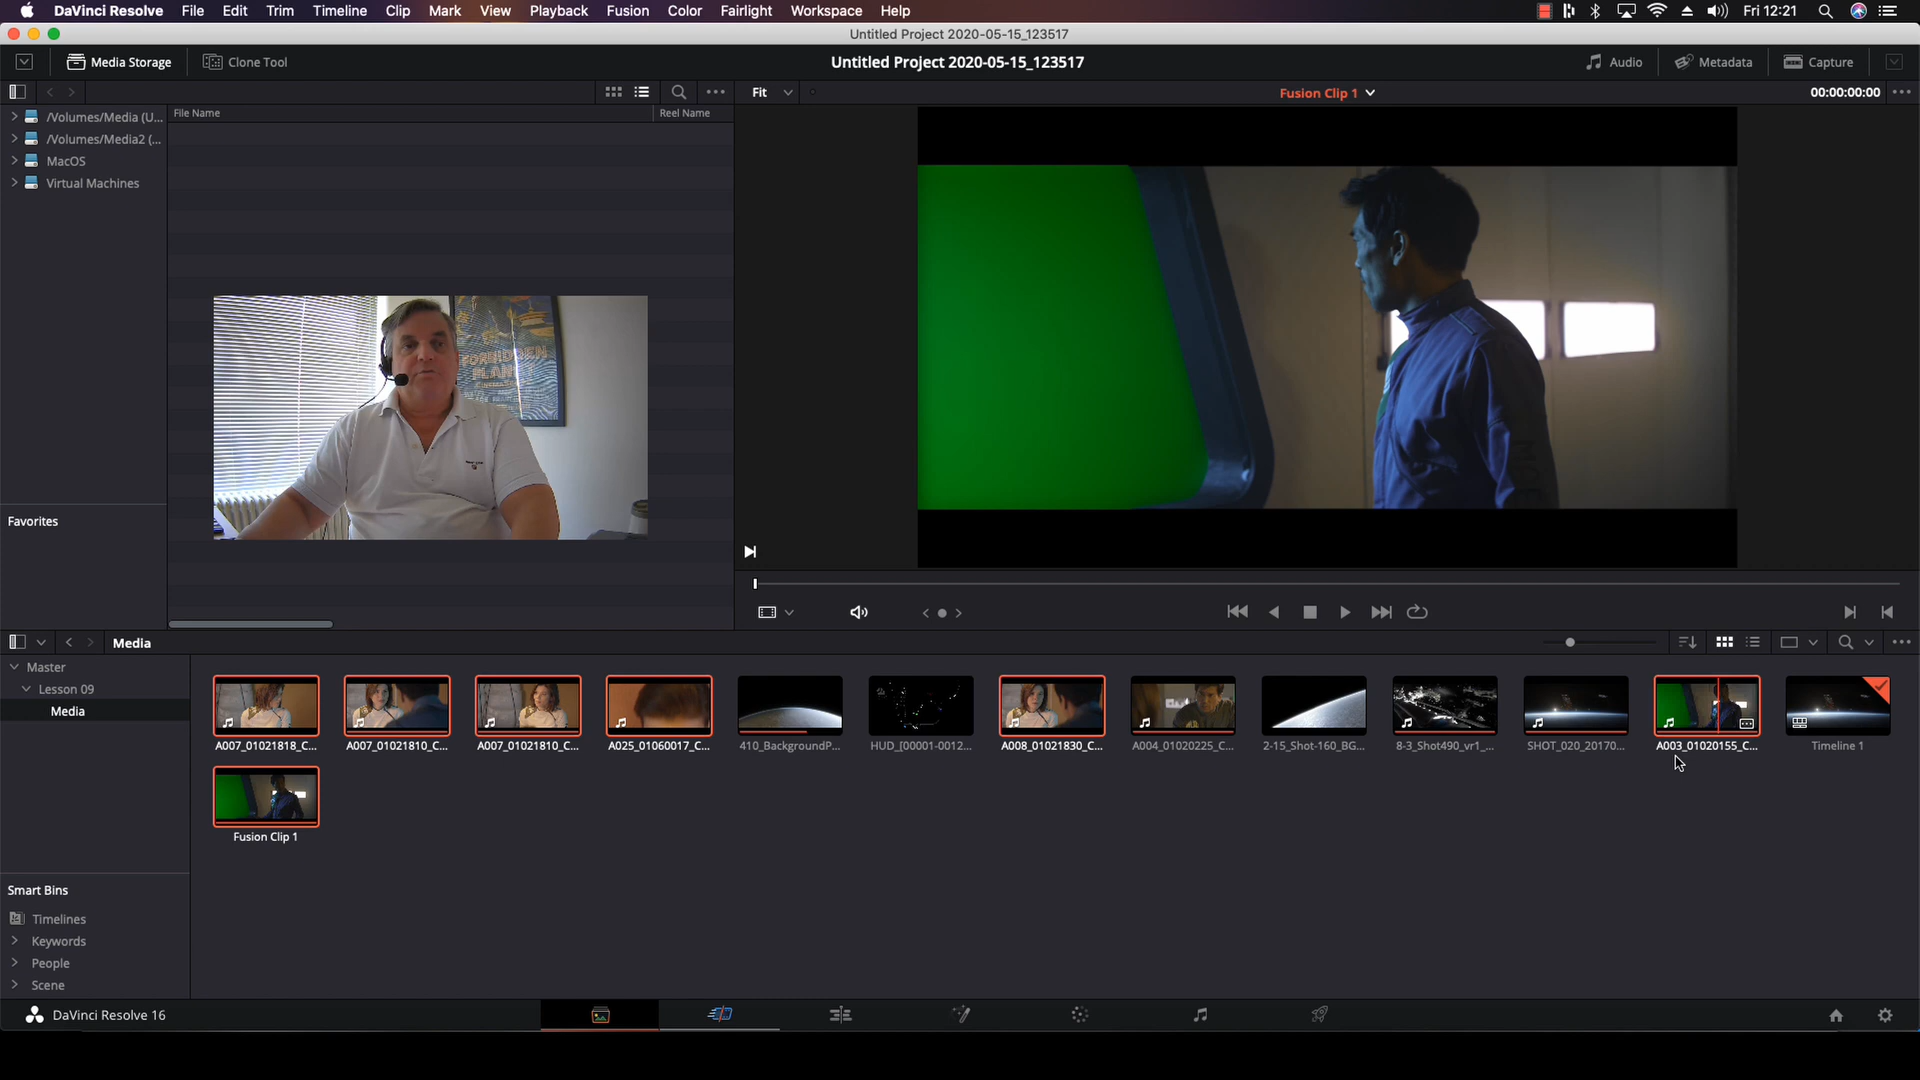 DaVinci Resolve File Edit Trim Timeline Clip Mark View Playback Fusion Color Fairlight Workspace Help Fri 12:21
Untitled Project 2020-05-15_123517
Media Storage Clone Tool Untitled Project 2020-05-15_123517 Audio Metadata Capture
Fit Fusion Clip 1 00:00:00:00
File Name Reel Name
/Volumes/Media (U...
/Volumes/Media2 (...
MacOS
Virtual Machines
FORBIDDEN
PLANET
Favorites
Media
Master
Lesson 09
Media
A007_01021818_C... A007_01021810_C... A007_01021810_C... A025_01060017_C... 410_BackgroundP... HUD_[00001-0012... A008_01021830_C... A004_01020225_C... 2-15_Shot-160_BG... 8-3_Shot490_vr1_... SHOT_020_20170... A003_01020155_C... Timeline 1
Fusion Clip 1
Smart Bins
Timelines
Keywords
People
Scene
DaVinci Resolve 16